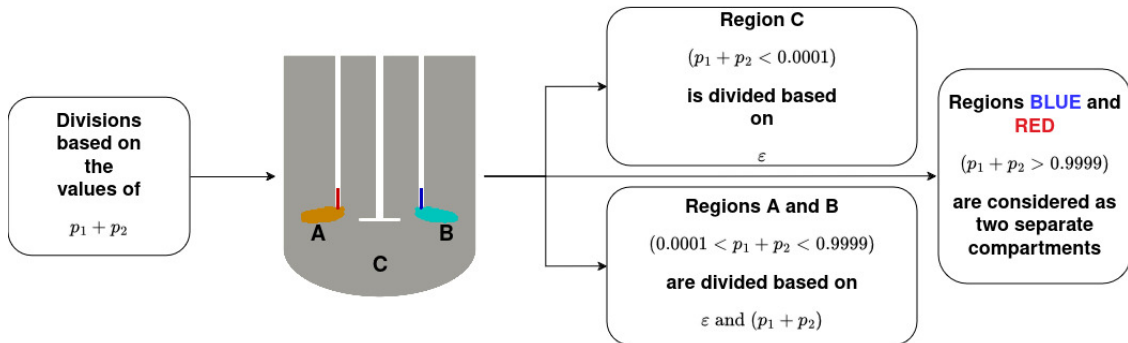 Divisions
based on
the
values of
p₁ + p₂
A
B
C
Region C
(p₁ + p₂ < 0.0001)
is divided based
on
ε
Regions A and B
(0.0001 < p₁ + p₂ < 0.9999)
are divided based on
ε and (p₁ + p₂)
Regions BLUE and
RED
(p₁ + p₂ > 0.9999)
are considered as
two separate
compartments